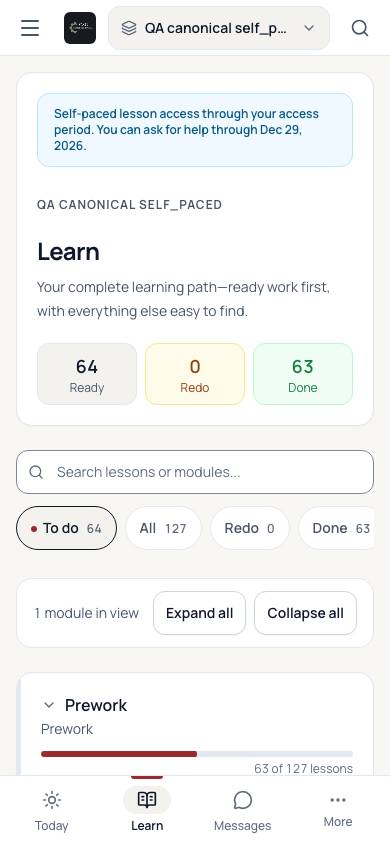 QA canonical self_p...
Self-paced lesson access through your access
period. You can ask for help through Dec 29,
2026.
QA CANONICAL SELF_PACED
Learn
Your complete learning path—ready work first,
with everything else easy to find.
64
Ready
0
Redo
63
Done
Search lessons or modules...
To do 64
All 127
Redo 0
Done 63
1 module in view
Expand all
Collapse all
Prework
Prework
63 of 127 lessons
Today
Learn
Messages
More